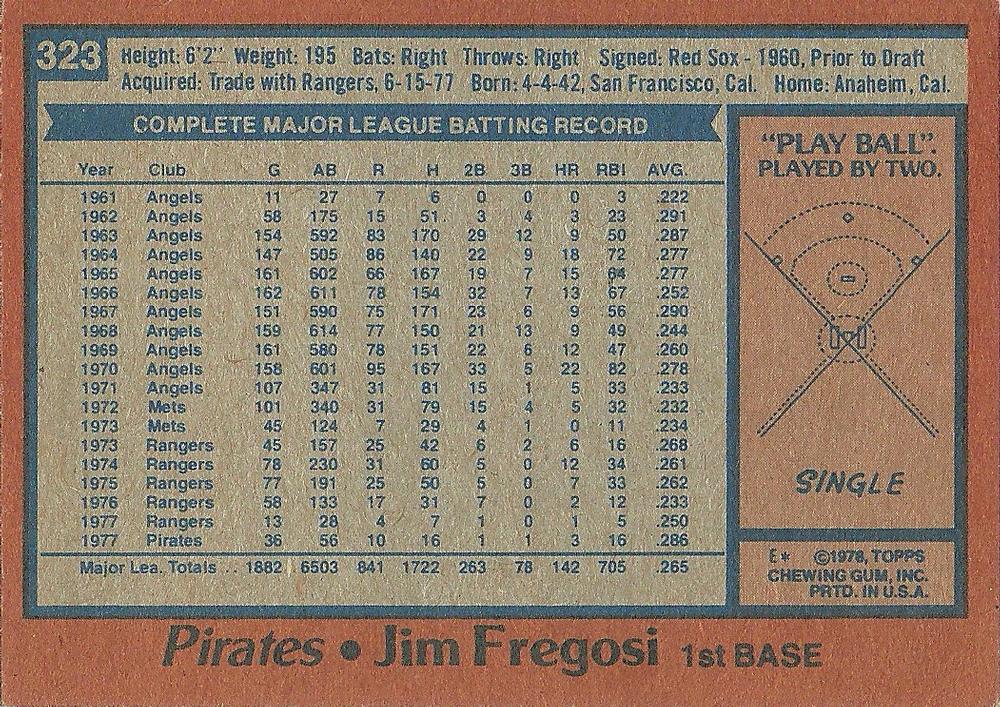 323
Height: 6'2" Weight: 195 Bats: Right Throws: Right Signed: Red Sox - 1960, Prior to Draft
Acquired: Trade with Rangers, 6-15-77 Born: 4-4-42, San Francisco, Cal. Home: Anaheim, Cal.
COMPLETE MAJOR LEAGUE BATTING RECORD
Year Club G AB R H 2B 3B HR RBI AVG.
1961 Angels 11 27 7 6 0 0 0 3 .222
1962 Angels 58 175 15 51 3 4 3 23 .291
1963 Angels 154 592 83 170 29 12 9 50 .287
1964 Angels 147 505 86 140 22 9 18 72 .277
1965 Angels 161 602 66 167 19 7 15 64 .277
1966 Angels 162 611 78 154 32 7 13 67 .252
1967 Angels 151 590 75 171 23 6 9 56 .290
1968 Angels 159 614 77 150 21 13 9 49 .244
1969 Angels 161 580 78 151 22 6 12 47 .260
1970 Angels 158 601 95 167 33 5 22 82 .278
1971 Angels 107 347 31 81 15 1 5 33 .233
1972 Mets 101 340 31 79 15 4 5 32 .232
1973 Mets 45 124 7 29 4 1 0 11 .234
1973 Rangers 45 157 25 42 6 2 6 16 .268
1974 Rangers 78 230 31 60 5 0 12 34 .261
1975 Rangers 77 191 25 50 5 0 7 33 .262
1976 Rangers 58 133 17 31 7 0 2 12 .233
1977 Rangers 13 28 4 7 1 0 1 5 .250
1977 Pirates 36 56 10 16 1 1 3 16 .286
Major Lea. Totals .. 1882 6503 841 1722 263 78 142 705 .265
"PLAY BALL".
PLAYED BY TWO.
SINGLE
E* ©1978, TOPPS
CHEWING GUM, INC.
PRTD. IN U.S.A.
Pirates • Jim Fregosi 1st BASE